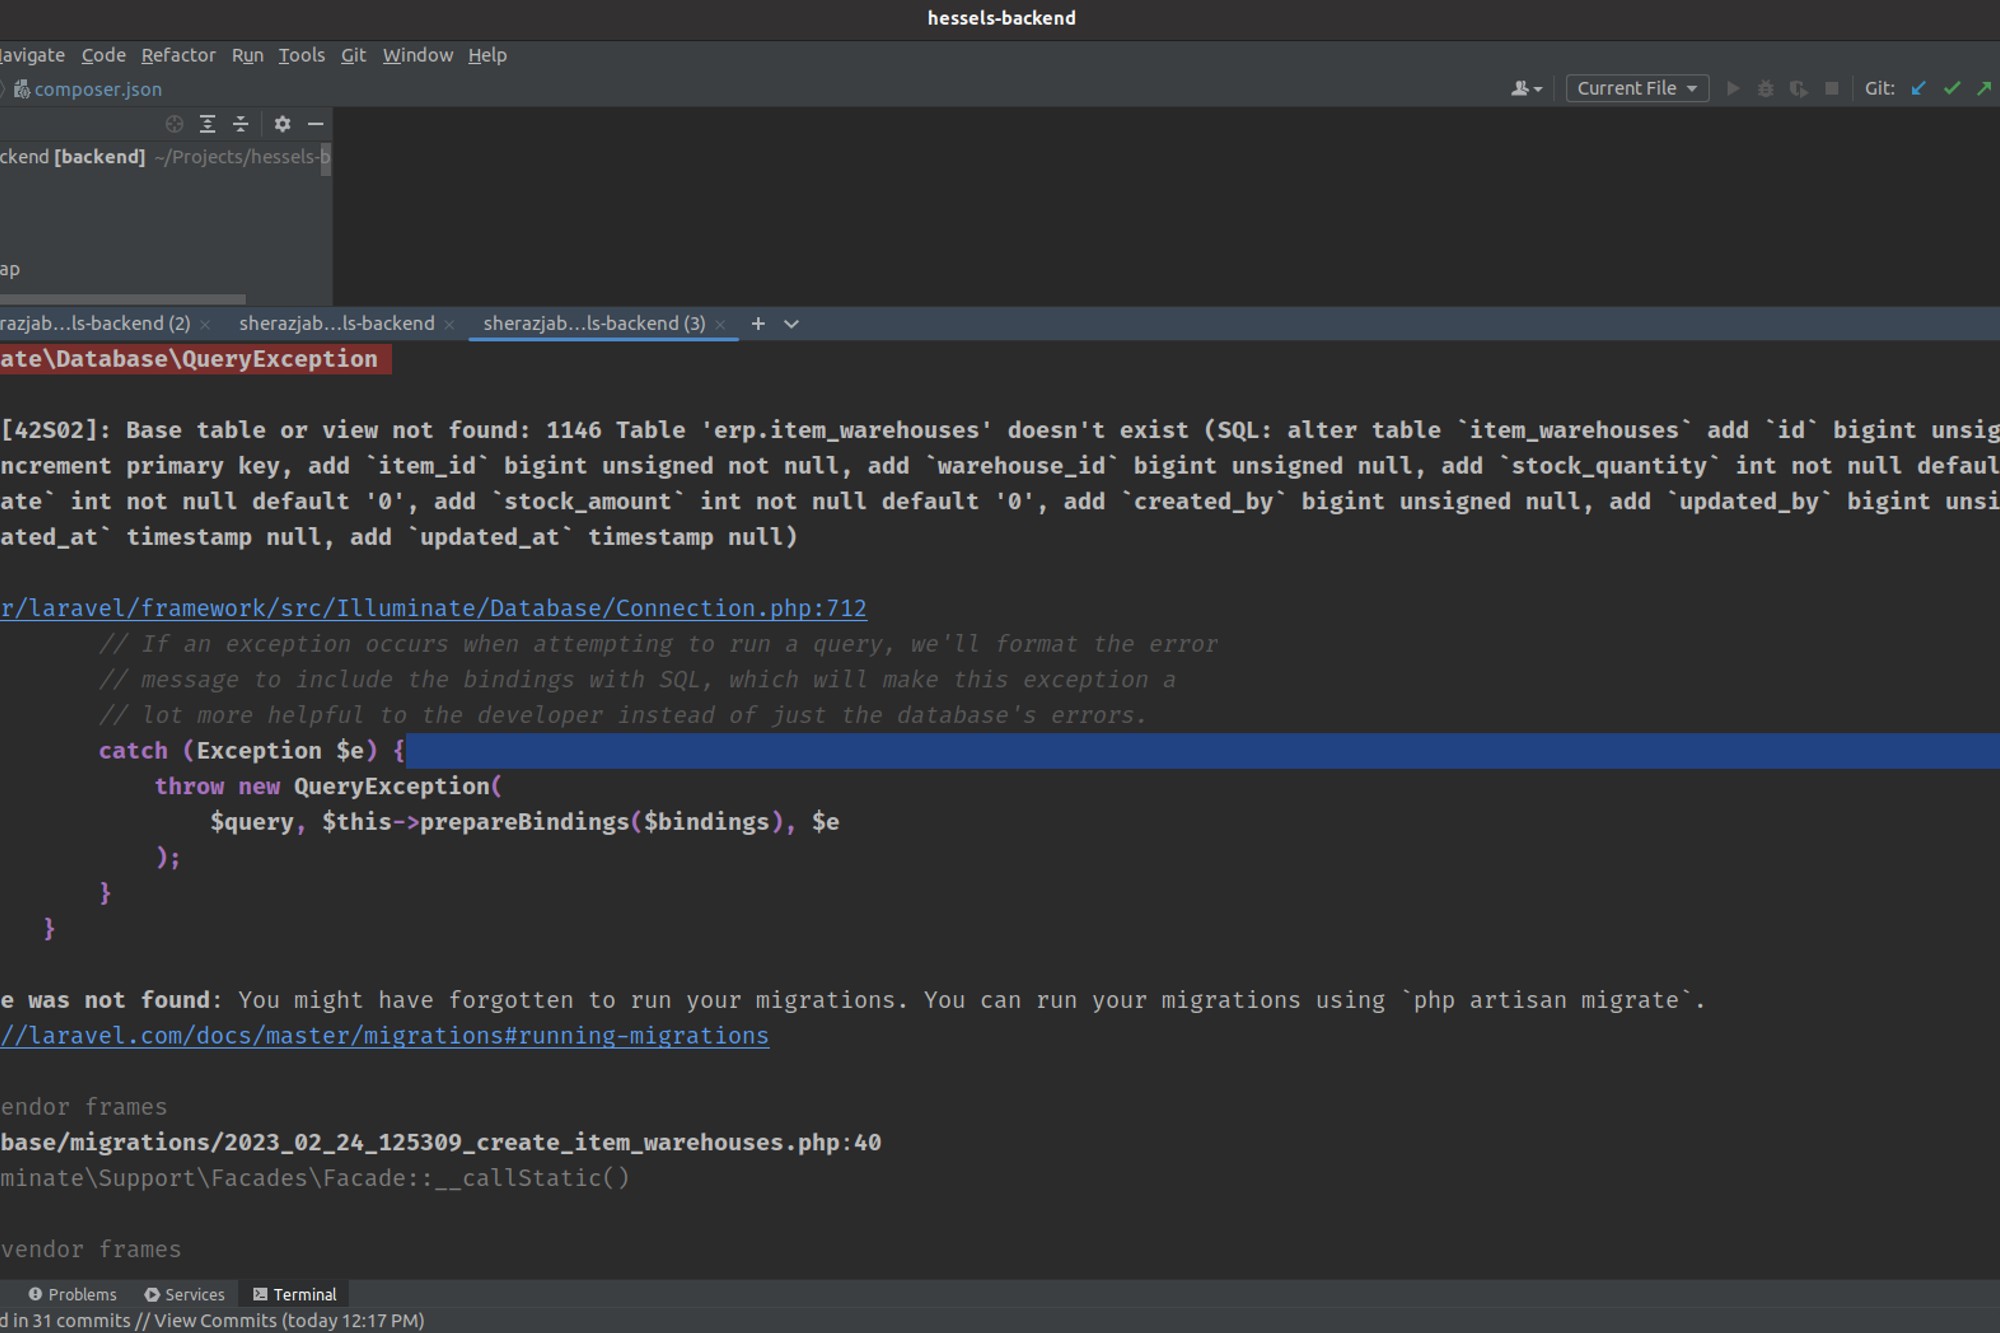 hessels-backend
avigate Code Refactor Run Tools Git Window Help
composer.json
Current File
Git:
ckend [backend] ~/Projects/hessels-b
ap
razjab...ls-backend (2)
sherazjab...ls-backend
sherazjab...ls-backend (3)
ate\Database\QueryException
[42S02]: Base table or view not found: 1146 Table 'erp.item_warehouses' doesn't exist (SQL: alter table `item_warehouses` add `id` bigint unsig
ncrement primary key, add `item_id` bigint unsigned not null, add `warehouse_id` bigint unsigned null, add `stock_quantity` int not null defaul
ate` int not null default '0', add `stock_amount` int not null default '0', add `created_by` bigint unsigned null, add `updated_by` bigint unsi
ated_at` timestamp null, add `updated_at` timestamp null)
r/laravel/framework/src/Illuminate/Database/Connection.php:712
// If an exception occurs when attempting to run a query, we'll format the error
// message to include the bindings with SQL, which will make this exception a
// lot more helpful to the developer instead of just the database's errors.
catch (Exception $e) {
throw new QueryException(
$query, $this->prepareBindings($bindings), $e
);
}
}
e was not found: You might have forgotten to run your migrations. You can run your migrations using `php artisan migrate`.
//laravel.com/docs/master/migrations#running-migrations
endor frames
base/migrations/2023_02_24_125309_create_item_warehouses.php:40
minate\Support\Facades\Facade::__callStatic()
vendor frames
Problems Services Terminal
d in 31 commits // View Commits (today 12:17 PM)